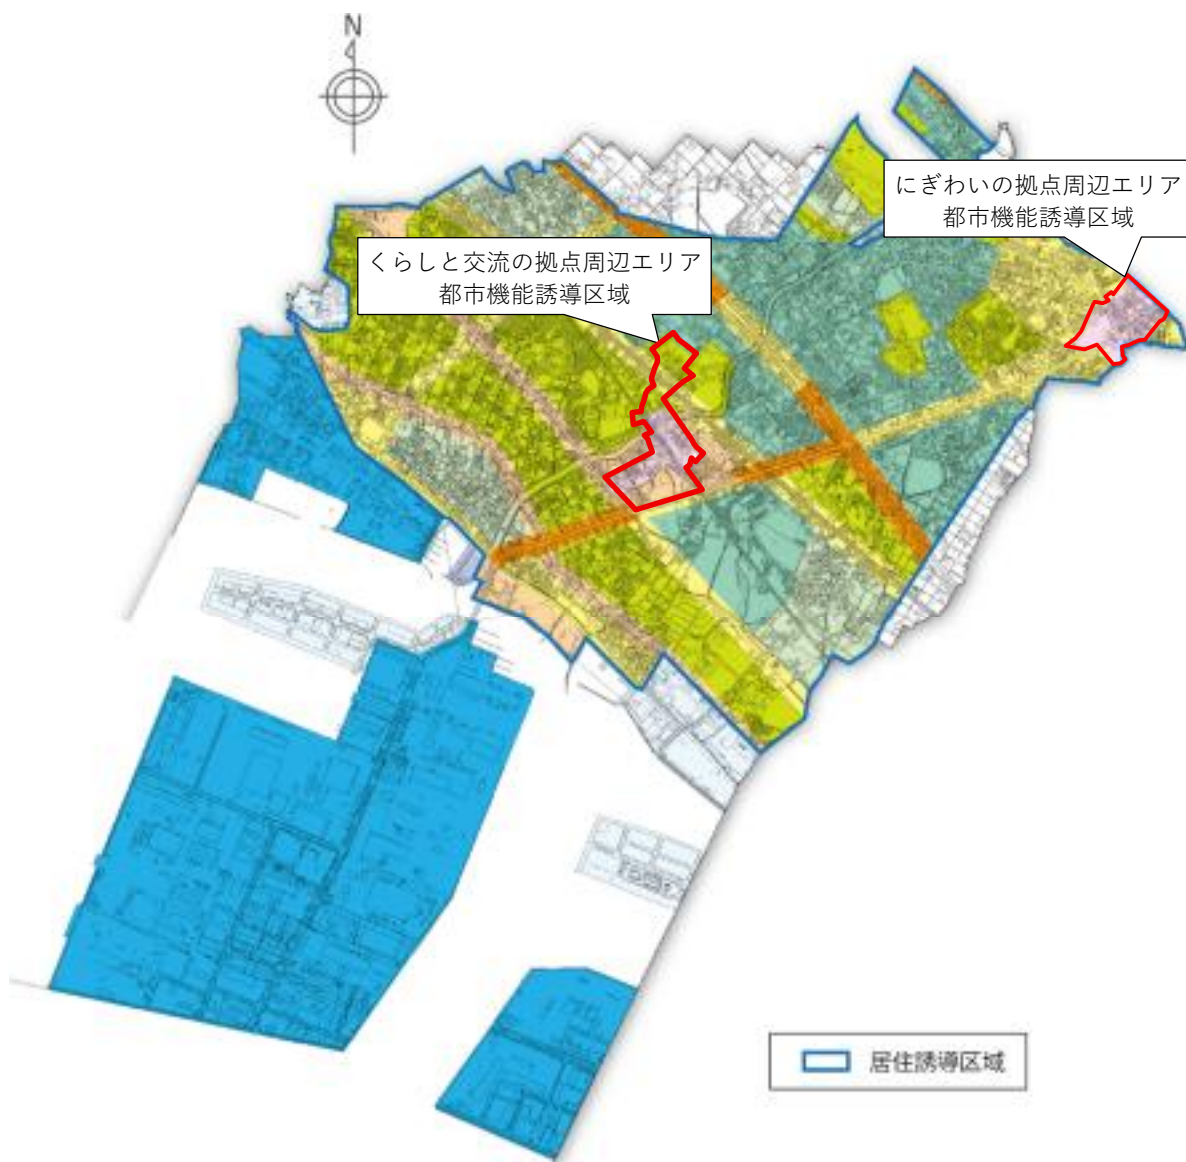 N
にぎわいの拠点周辺エリア
都市機能誘導区域
くらしと交流の拠点周辺エリア
都市機能誘導区域
居住誘導区域